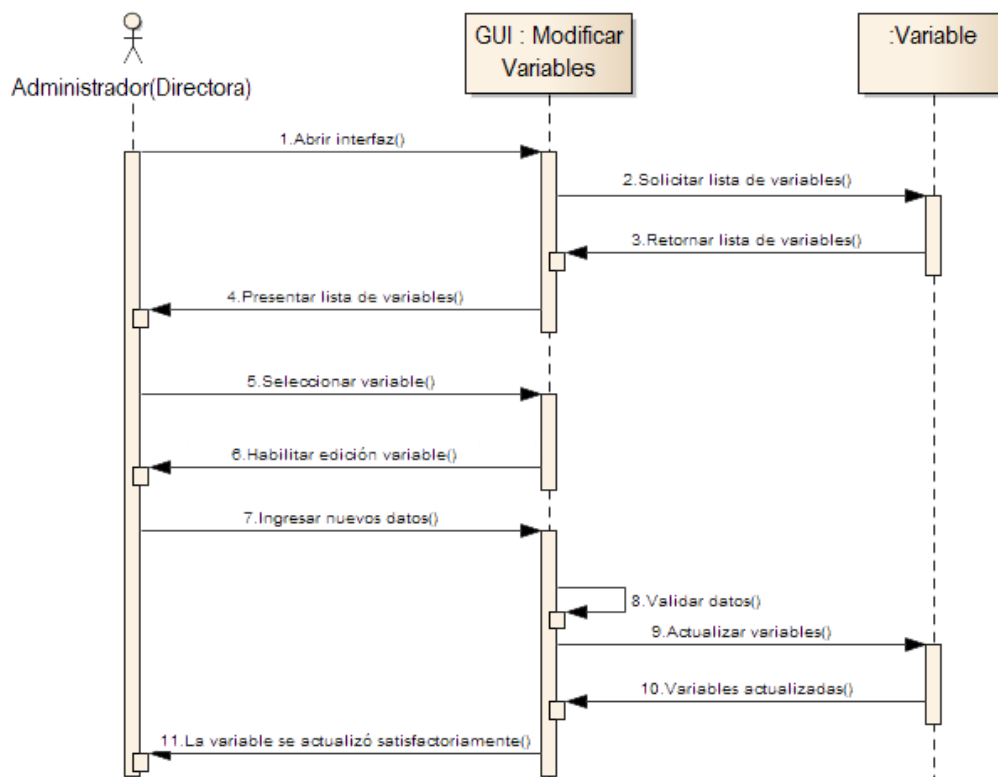 Administrador(Directora)
GUI : Modificar
Variables
:Variable
1.Abrir interfaz()
2.Solicitar lista de variables()
3.Retornar lista de variables()
4.Presentar lista de variables()
5.Seleccionar variable()
6.Habilitar edición variable()
7.Ingresar nuevos datos()
8.Validar datos()
9.Actualizar variables()
10.Variables actualizadas()
11.La variable se actualizó satisfactoriamente()